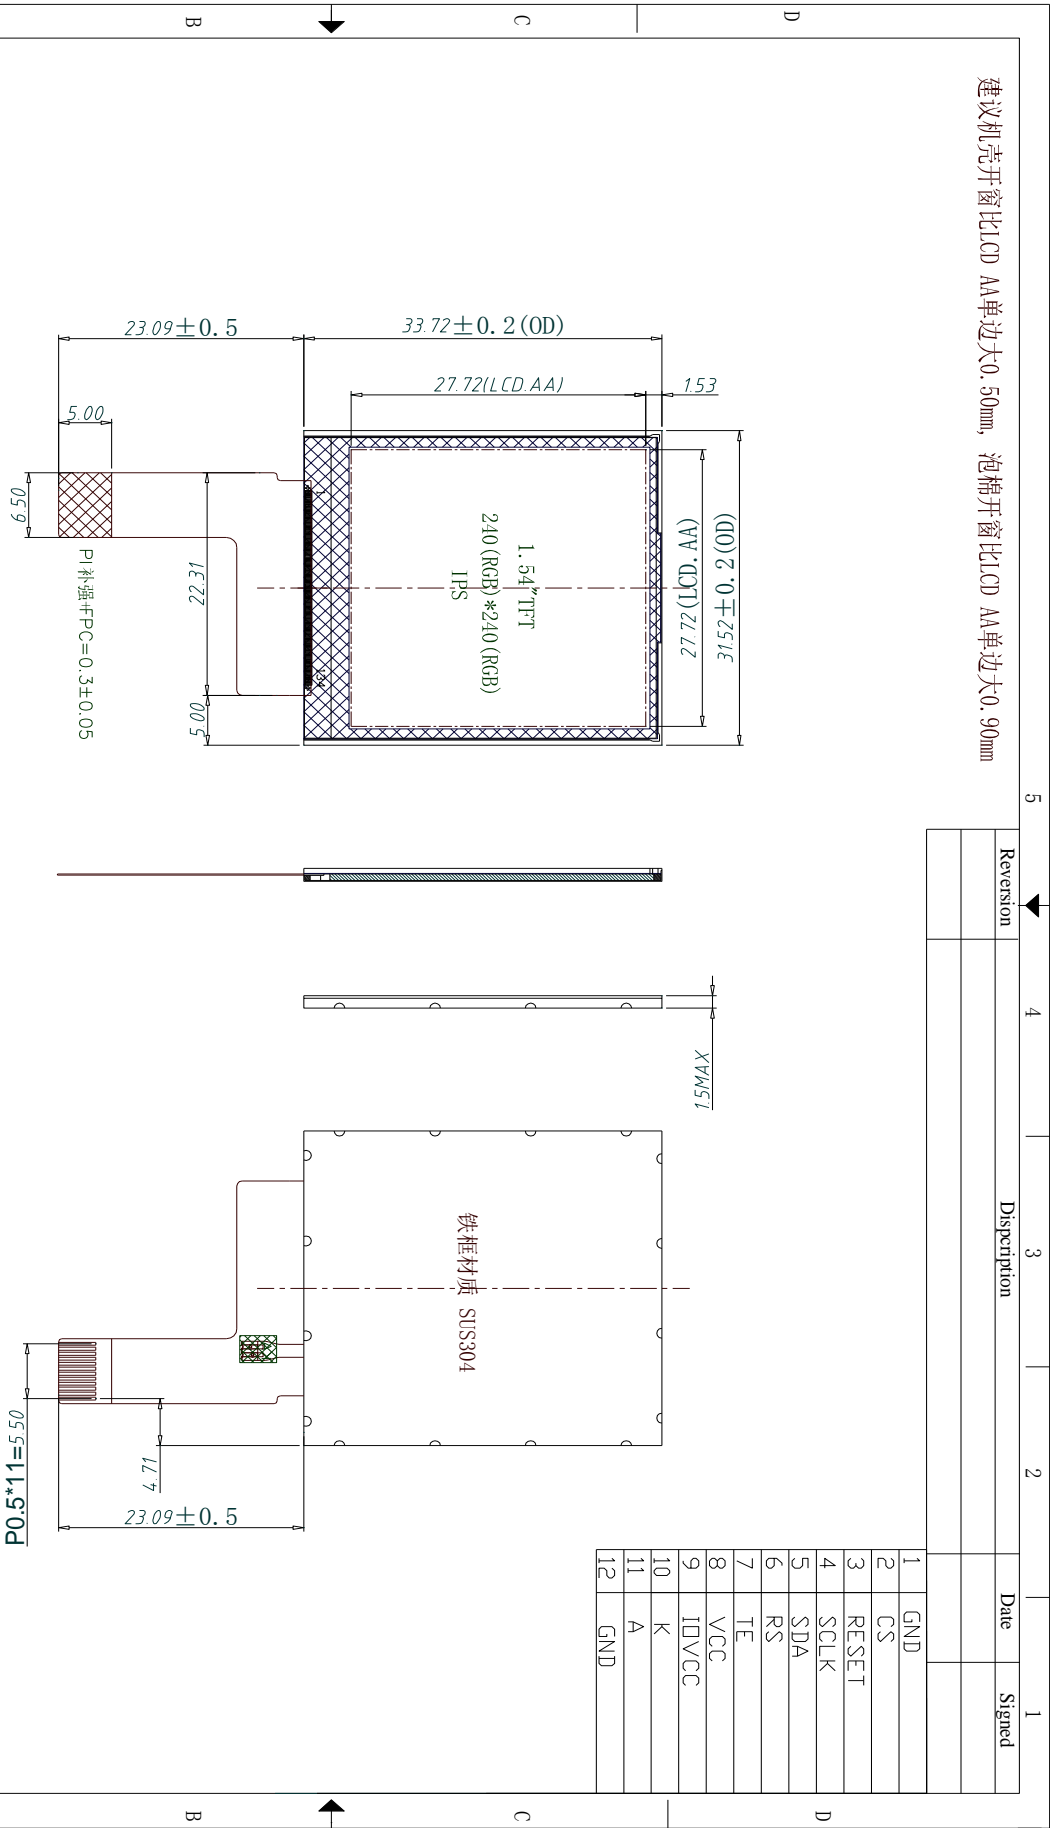 建议机壳开窗比LCD AA单边大0.50mm, 泡棉开窗比LCD AA单边大0.90mm
5
4
3
2
1
Reversion
Dispcription
Date
Signed
D
C
B
D
C
B
31.52±0.2(OD)
27.72(LCD.AA)
1.53
27.72(LCD.AA)
33.72±0.2(OD)
23.09±0.5
5.00
6.50
22.31
5.00
1.54"TFT
240(RGB)*240(RGB)
IPS
1
134
PI补强+FPC=0.3±0.05
1.5MAX
铁框材质 SUS304
4.71
23.09±0.5
P0.5*11=5.50
1 GND
2 CS
3 RESET
4 SCLK
5 SDA
6 RS
7 TE
8 VCC
9 IOVCC
10 K
11 A
12 GND